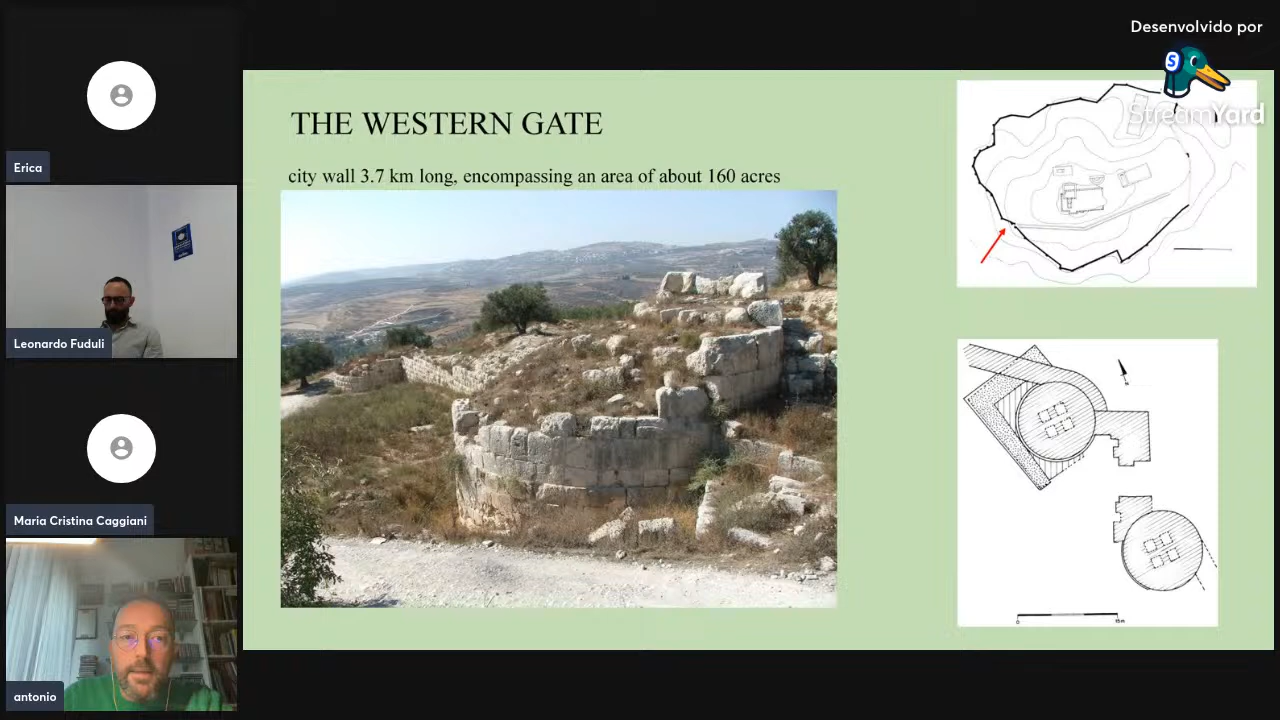 Desenvolvido por
S
StreamYard
Erica
Leonardo Fuduli
Maria Cristina Caggiani
antonio
THE WESTERN GATE
city wall 3.7 km long, encompassing an area of about 160 acres
0